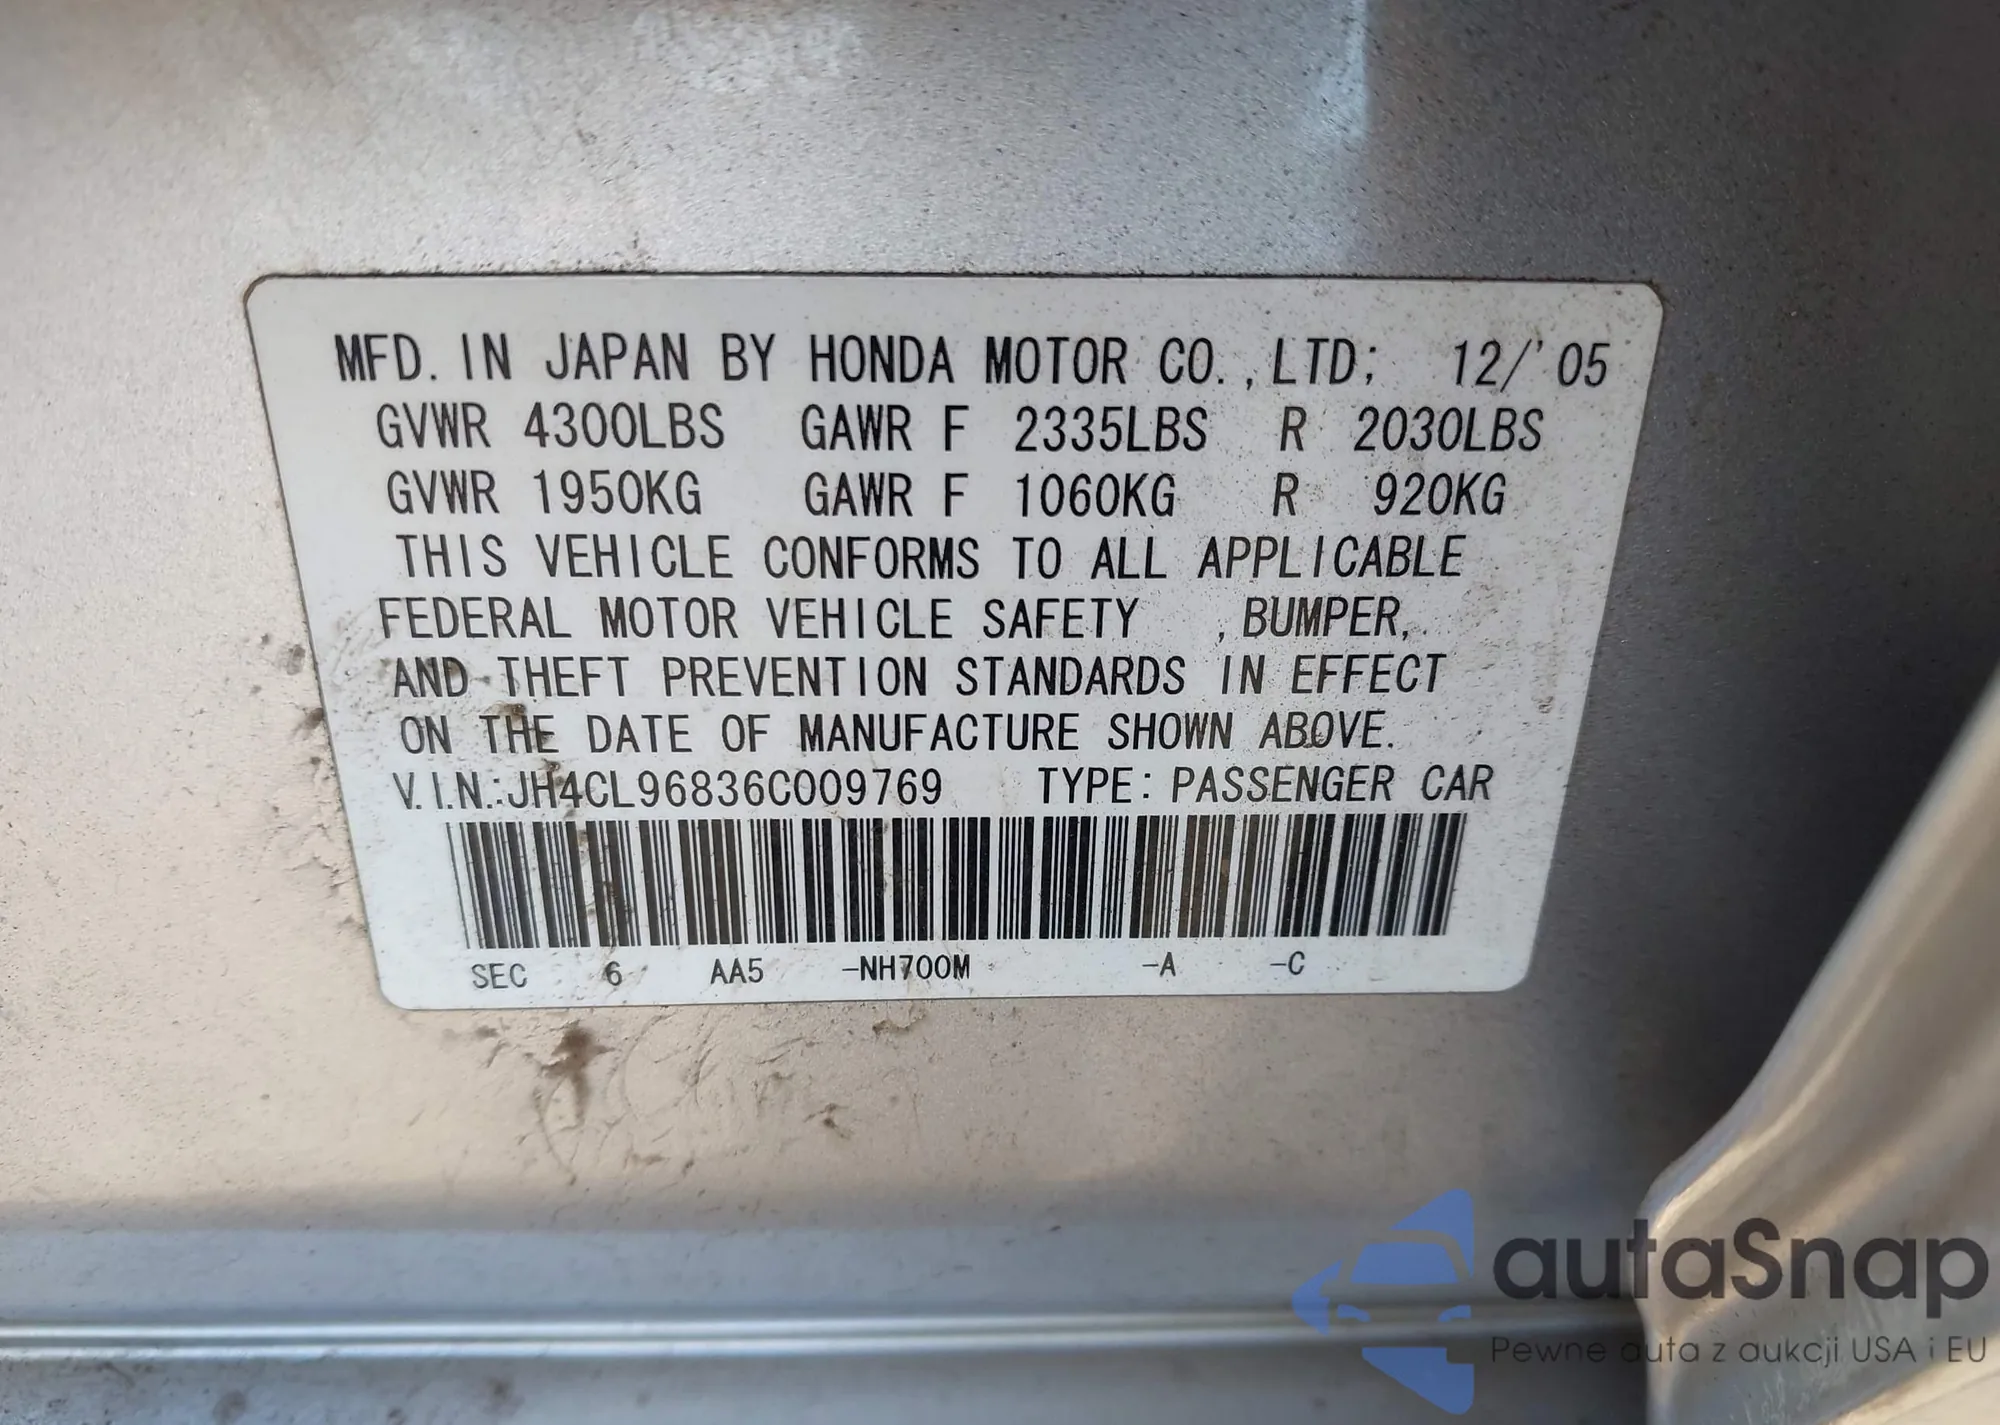 MFD. IN JAPAN BY HONDA MOTOR CO., LTD; 12/'05
GVWR 4300LBS GAWR F 2335LBS R 2030LBS
GVWR 1950KG GAWR F 1060KG R 920KG
THIS VEHICLE CONFORMS TO ALL APPLICABLE
FEDERAL MOTOR VEHICLE SAFETY , BUMPER,
AND THEFT PREVENTION STANDARDS IN EFFECT
ON THE DATE OF MANUFACTURE SHOWN ABOVE.
V.I.N.:JH4CL96836C009769 TYPE: PASSENGER CAR
SEC 6 AA5 -NH700M -A -C
autaSnap
Pewne auta z aukcji USA i EU